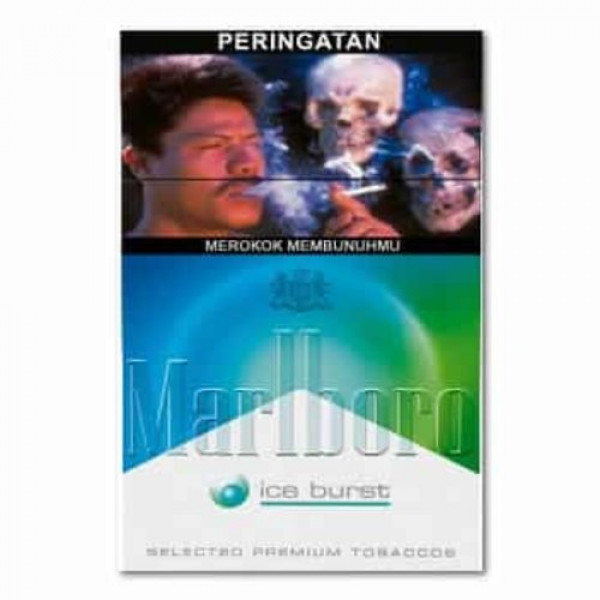 PERINGATAN
MEROKOK MEMBUNUHMU
Marlboro
ice burst
SELECTED PREMIUM TOBACCOS